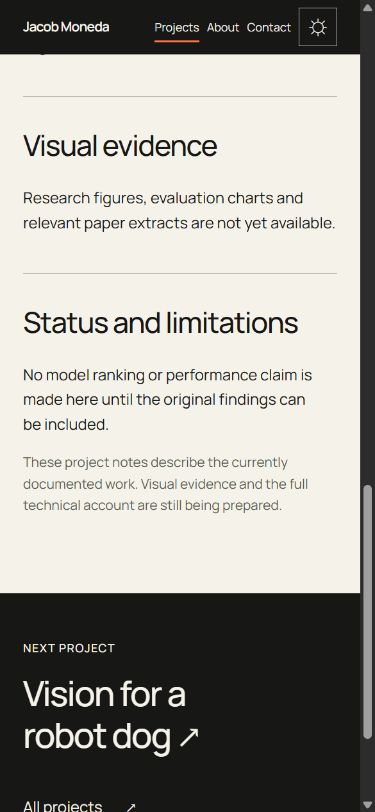 Jacob Moneda
Projects About Contact
Visual evidence
Research figures, evaluation charts and
relevant paper extracts are not yet available.
Status and limitations
No model ranking or performance claim is
made here until the original findings can
be included.
These project notes describe the currently
documented work. Visual evidence and the full
technical account are still being prepared.
NEXT PROJECT
Vision for a
robot dog ↗
All projects ↗